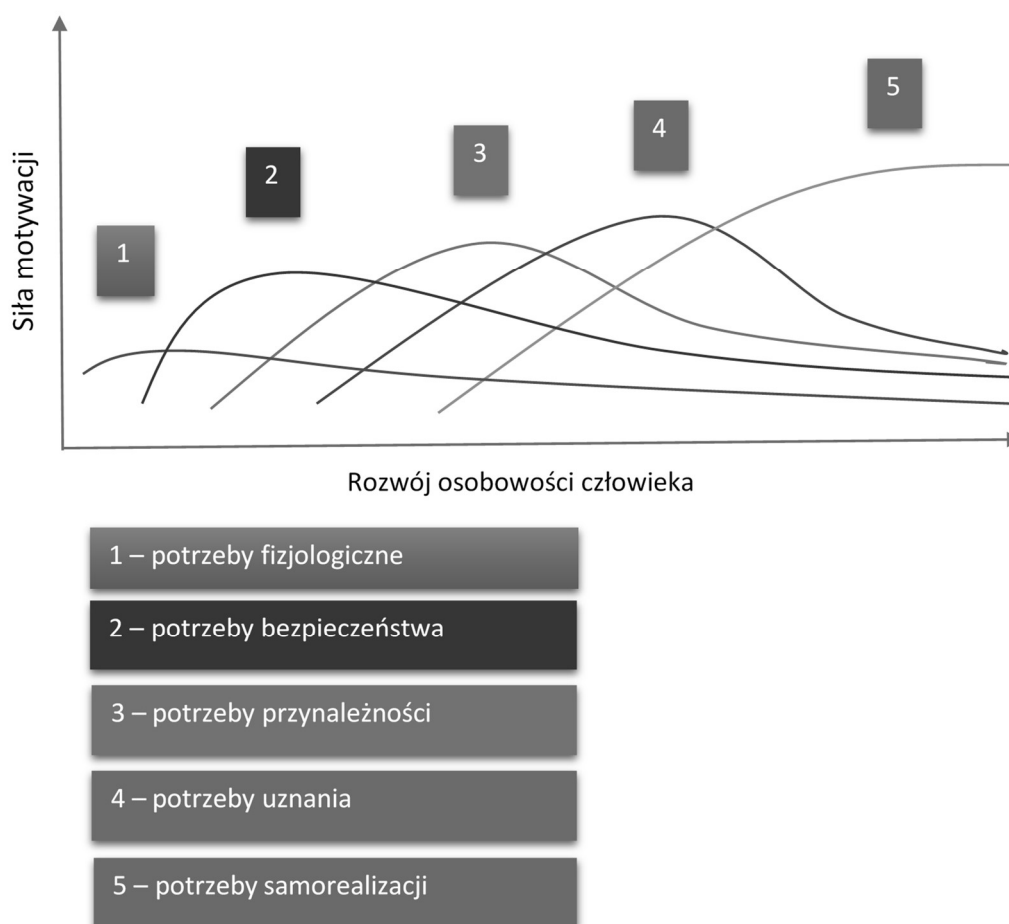 Siła motywacji
1
2
3
4
5
Rozwój osobowości człowieka
1 – potrzeby fizjologiczne
2 – potrzeby bezpieczeństwa
3 – potrzeby przynależności
4 – potrzeby uznania
5 – potrzeby samorealizacji